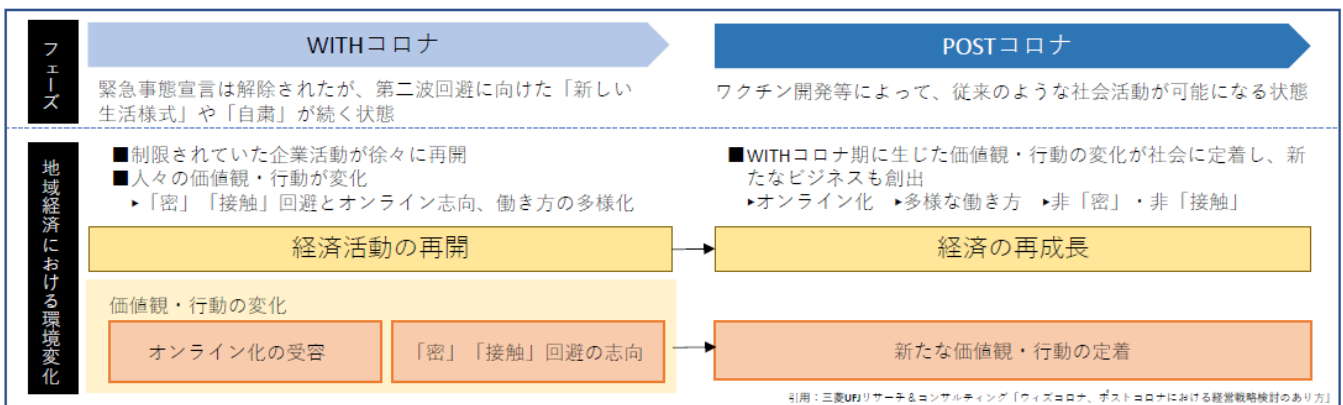 フェーズ
WITHコロナ
POSTコロナ
緊急事態宣言は解除されたが、第二波回避に向けた「新しい
生活様式」や「自粛」が続く状態
ワクチン開発等によって、従来のような社会活動が可能になる状態
地域経済における環境変化
■制限されていた企業活動が徐々に再開
■人々の価値観・行動が変化
▸「密」「接触」回避とオンライン志向、働き方の多様化
■WITHコロナ期に生じた価値観・行動の変化が社会に定着し、新
たなビジネスも創出
▸オンライン化 ▸多様な働き方 ▸非「密」・非「接触」
経済活動の再開
経済の再成長
価値観・行動の変化
オンライン化の受容
「密」「接触」回避の志向
新たな価値観・行動の定着
引用：三菱UFJリサーチ&コンサルティング「ウィズコロナ、ポストコロナにおける経営戦略検討のあり方」